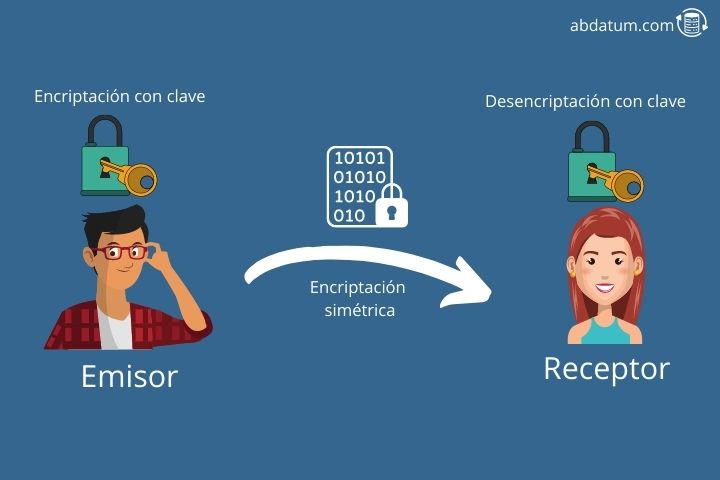 abdatum.com
Encriptación con clave
Desencriptación con clave
10101
01010
1010
010
Encriptación
simétrica
Emisor
Receptor